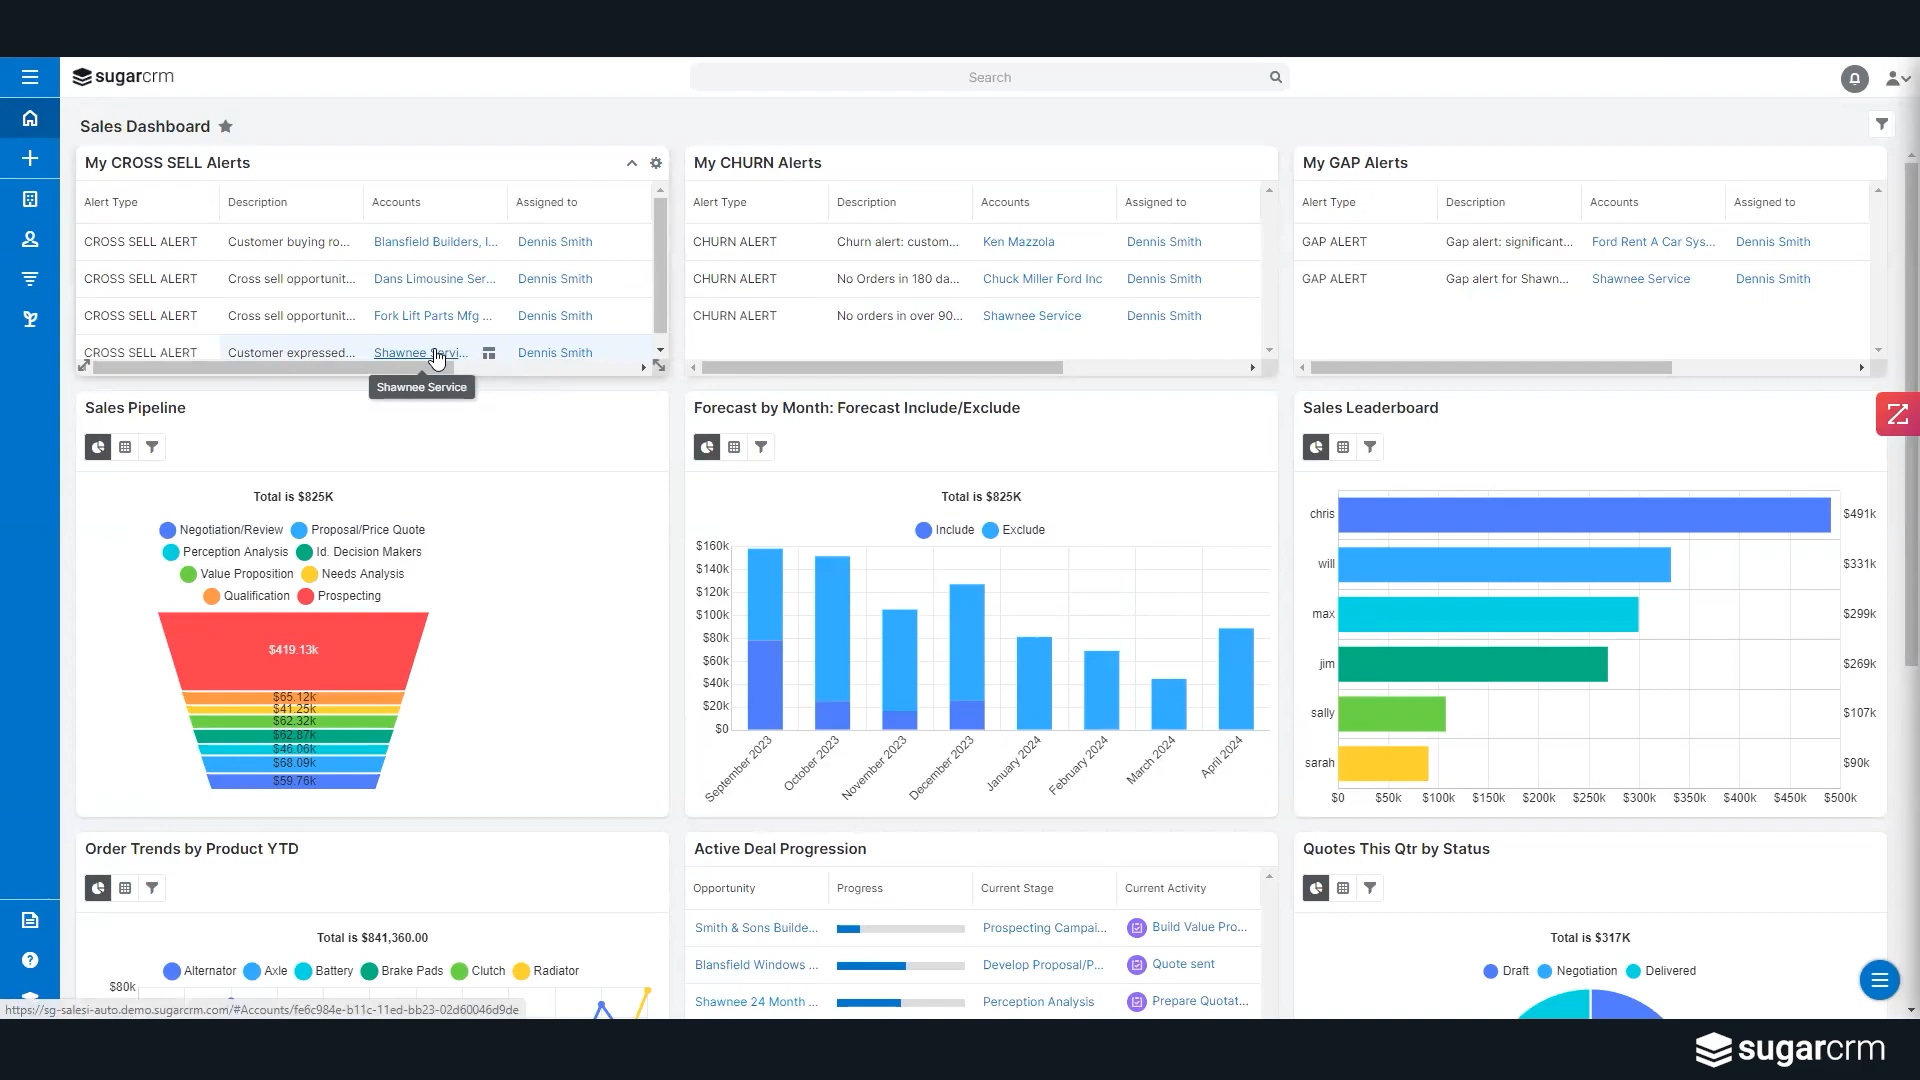 sugarcrm
Search
Sales Dashboard
My CROSS SELL Alerts
Alert Type Description Accounts Assigned to
CROSS SELL ALERT Customer buying ro... Blansfield Builders, I... Dennis Smith
CROSS SELL ALERT Cross sell opportunit... Dans Limousine Ser... Dennis Smith
CROSS SELL ALERT Cross sell opportunit... Fork Lift Parts Mfg ... Dennis Smith
CROSS SELL ALERT Customer expressed... Shawnee Servi... Dennis Smith
Shawnee Service
My CHURN Alerts
Alert Type Description Accounts Assigned to
CHURN ALERT Churn alert: custom... Ken Mazzola Dennis Smith
CHURN ALERT No Orders in 180 da... Chuck Miller Ford Inc Dennis Smith
CHURN ALERT No orders in over 90... Shawnee Service Dennis Smith
My GAP Alerts
Alert Type Description Accounts Assigned to
GAP ALERT Gap alert: significant... Ford Rent A Car Sys... Dennis Smith
GAP ALERT Gap alert for Shawn... Shawnee Service Dennis Smith
Sales Pipeline
Total is $825K
Negotiation/Review Proposal/Price Quote
Perception Analysis Id. Decision Makers
Value Proposition Needs Analysis
Qualification Prospecting
$419.13k
$65.12k
$41.25k
$62.32k
$62.87k
$46.06k
$68.09k
$59.76k
Forecast by Month: Forecast Include/Exclude
Total is $825K
Include Exclude
$160k
$140k
$120k
$100k
$80k
$60k
$40k
$20k
$0
September 2023 October 2023 November 2023 December 2023 January 2024 February 2024 March 2024 April 2024
Sales Leaderboard
chris $491k
will $331k
max $299k
jim $269k
sally $107k
sarah $90k
$0 $50k $100k $150k $200k $250k $300k $350k $400k $450k $500k
Order Trends by Product YTD
Total is $841,360.00
Alternator Axle Battery Brake Pads Clutch Radiator
$80k
Active Deal Progression
Opportunity Progress Current Stage Current Activity
Smith & Sons Builde... Prospecting Campai... Build Value Pro...
Blansfield Windows ... Develop Proposal/P... Quote sent
Shawnee 24 Month ... Perception Analysis Prepare Quotat...
Quotes This Qtr by Status
Total is $317K
Draft Negotiation Delivered
https://sg-salesi-auto.demo.sugarcrm.com/#Accounts/fe6c984e-b11c-11ed-bb23-02d60046d9de
sugarcrm